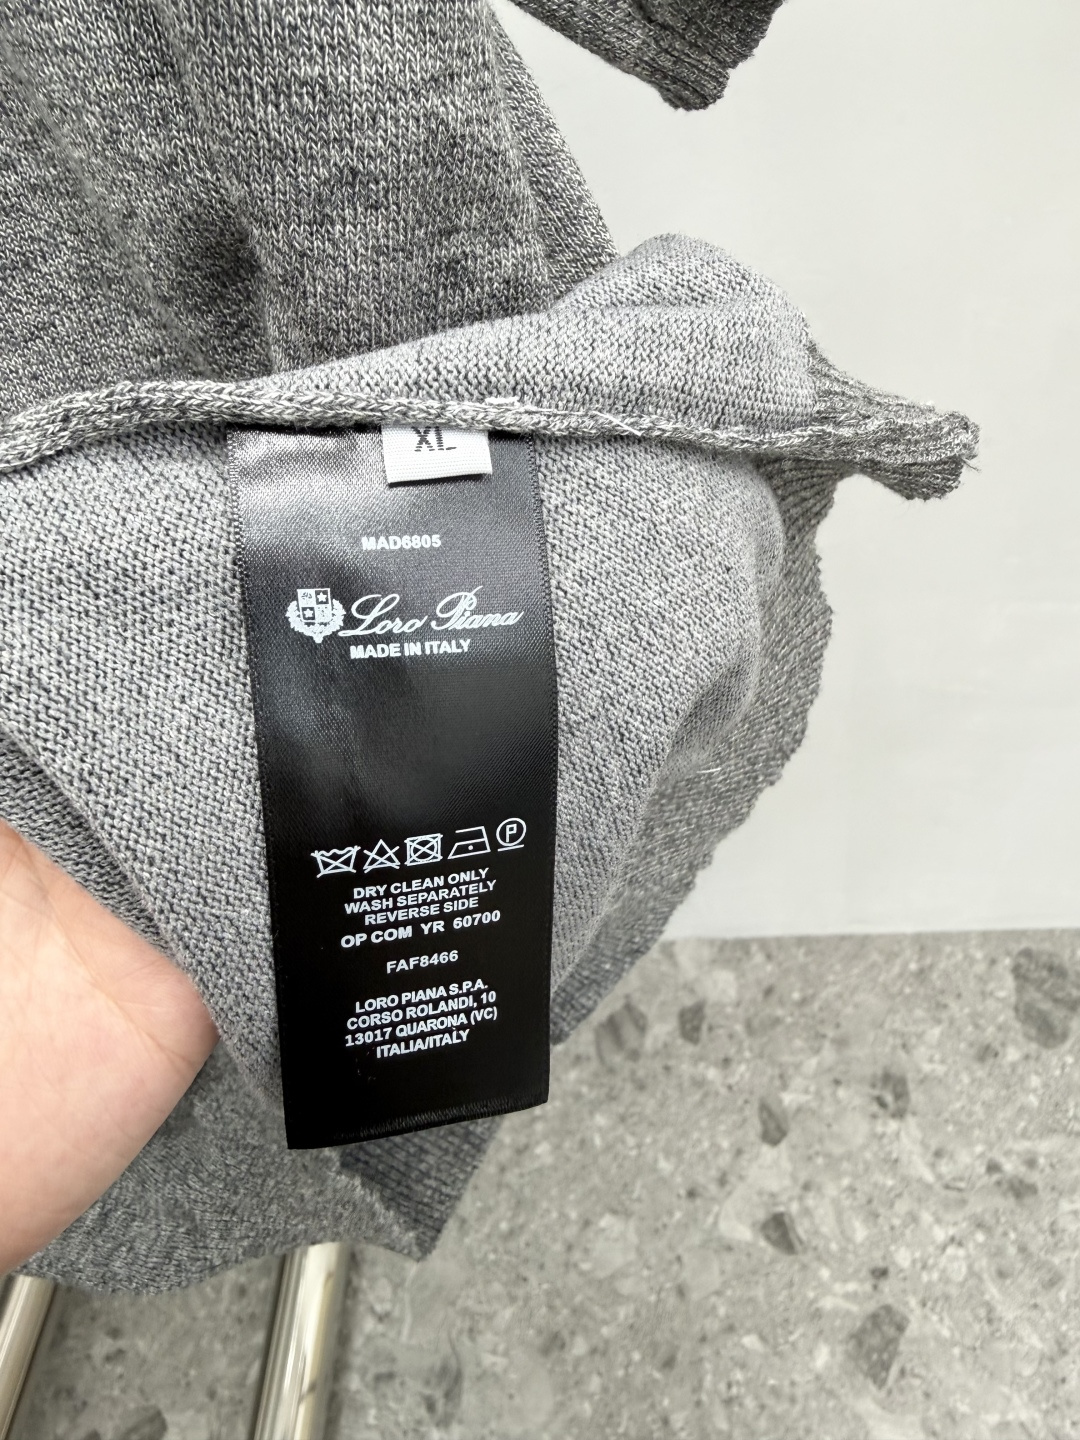 XL
MAD6805
Loro Piana
MADE IN ITALY
P
DRY CLEAN ONLY
WASH SEPARATELY
REVERSE SIDE
OP COM YR 60700
FAF8466
LORO PIANA S.P.A.
CORSO ROLANDI, 10
13017 QUARONA (VC)
ITALIA/ITALY